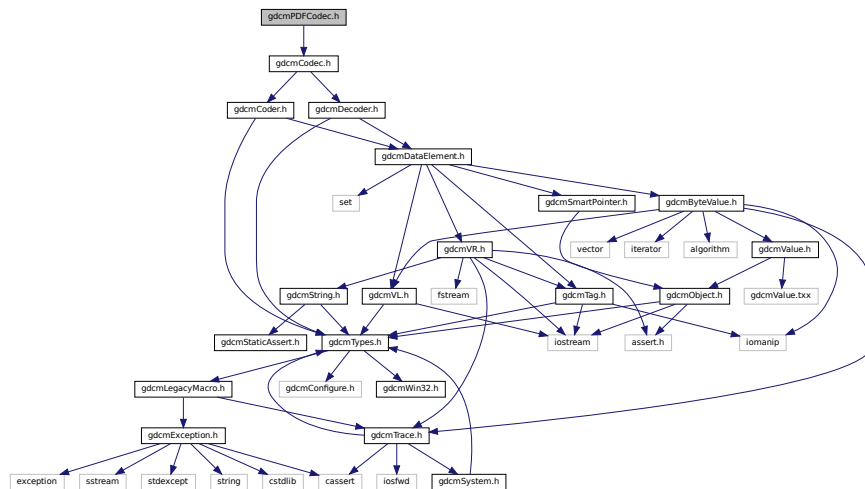 gdcmPDFCodec.h
gdcmCodec.h
gdcmCoder.h
gdcmDecoder.h
gdcmDataElement.h
set
gdcmSmartPointer.h
gdcmByteValue.h
gdcmVR.h
vector
iterator
algorithm
gdcmValue.h
gdcmString.h
gdcmVL.h
fstream
gdcmTag.h
gdcmObject.h
gdcmValue.txx
gdcmStaticAssert.h
gdcmTypes.h
iostream
assert.h
iomanip
gdcmLegacyMacro.h
gdcmConfigure.h
gdcmWin32.h
gdcmException.h
gdcmTrace.h
exception
sstream
stdexcept
string
cstdlib
cassert
iosfwd
gdcmSystem.h